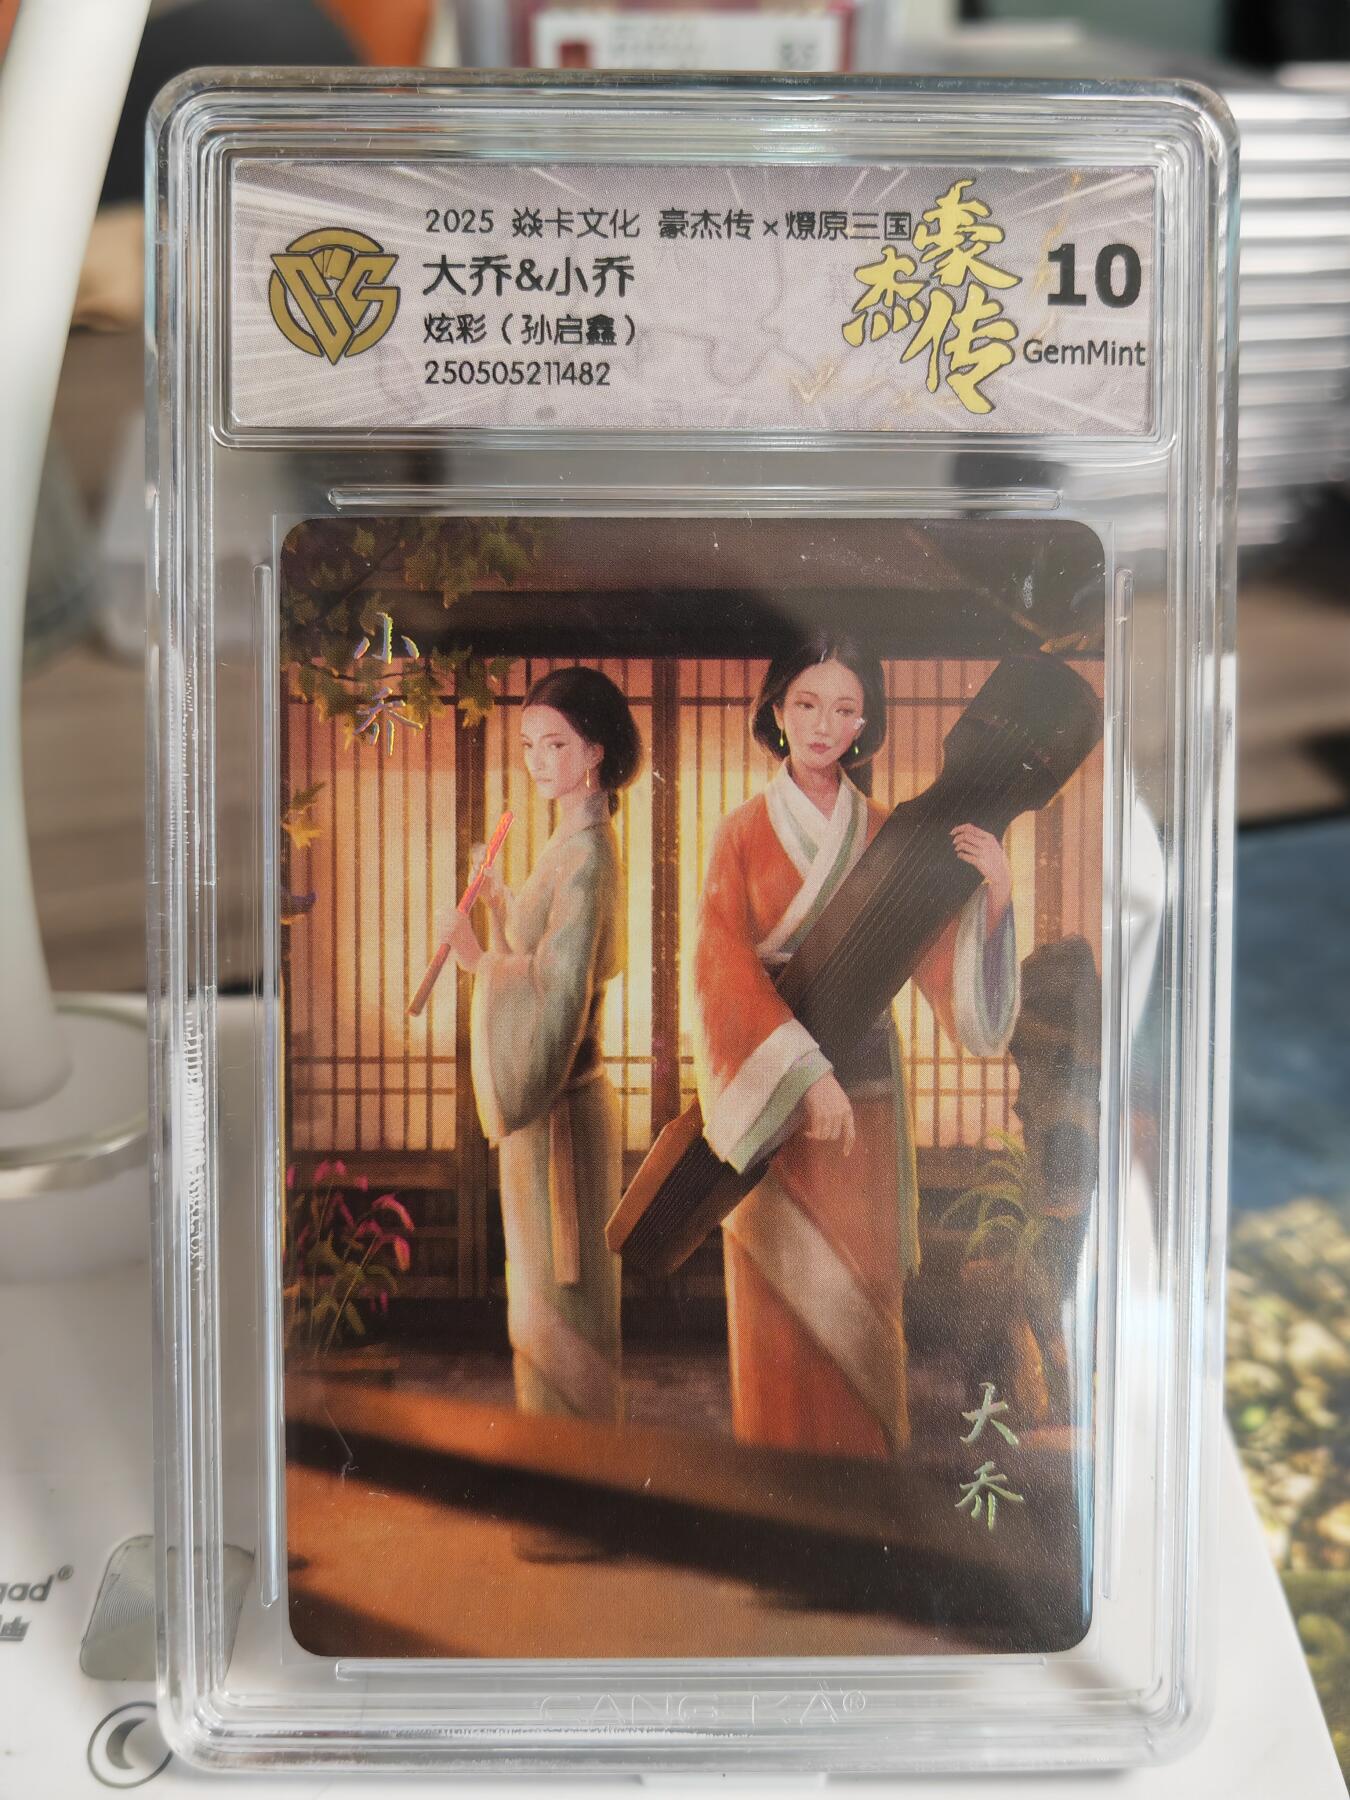 2025 焱卡文化 豪杰传×燎原三国
大乔&小乔
炫彩（孙启鑫）
250505211482
豪杰传
10
GemMint
小乔
大乔
CANG KA®